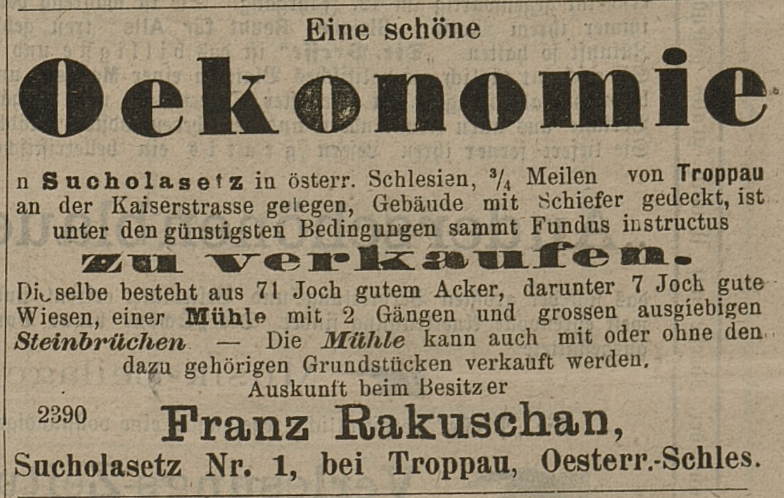 Eine schöne
Oekonomie
n Sucholasetz in österr. Schlesien, ³/₄ Meilen von Troppau
an der Kaiserstrasse gelegen, Gebäude mit Schiefer gedeckt, ist
unter den günstigsten Bedingungen sammt Fundus instructus
zu verkaufen.
Dieselbe besteht aus 71 Joch gutem Acker, darunter 7 Joch gute
Wiesen, einer Mühle mit 2 Gängen und grossen ausgiebigen
Steinbrüchen — Die Mühle kann auch mit oder ohne den
dazu gehörigen Grundstücken verkauft werden.
Auskunft beim Besitzer
2390 Franz Rakuschan,
Sucholasetz Nr. 1, bei Troppau, Oesterr.-Schles.